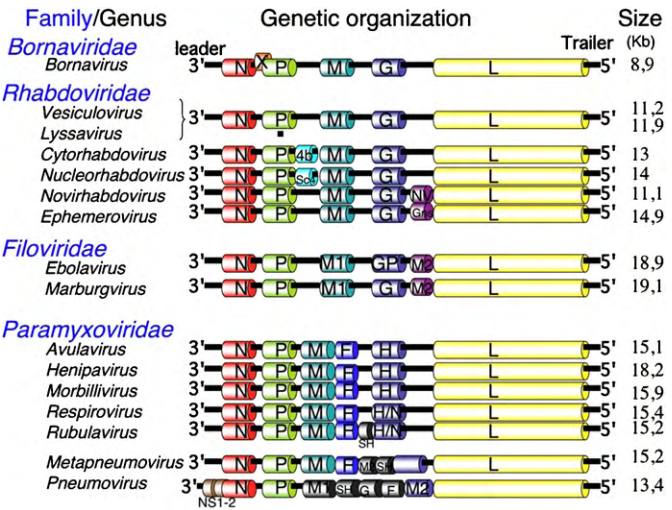 Family/Genus Genetic organization Size
(Kb)
Bornaviridae leader Trailer
Bornavirus 3' N X P M G L 5' 8,9
Rhabdoviridae
Vesiculovirus 3' N P M G L 5' 11,2
Lyssavirus 11,9
Cytorhabdovirus 3' N P 4b M G L 5' 13
Nucleorhabdovirus 3' N P Sc4 M G L 5' 14
Novirhabdovirus 3' N P M G NV L 5' 11,1
Ephemerovirus 3' N P M G Gns L 5' 14,9
Filoviridae
Ebolavirus 3' N P M1 GP M2 L 5' 18,9
Marburgvirus 3' N P M1 G M2 L 5' 19,1
Paramyxoviridae
Avulavirus 3' N P M F H L 5' 15,1
Henipavirus 3' N P M F H L 5' 18,2
Morbillivirus 3' N P M F H L 5' 15,9
Respirovirus 3' N P M F H/N L 5' 15,4
Rubulavirus 3' N P M F H/N L 5' 15,2
SH
Metapneumovirus 3' N P M F M2 SH L 5' 15,2
Pneumovirus 3' N P M1 SH G F M2 L 5' 13,4
NS1-2